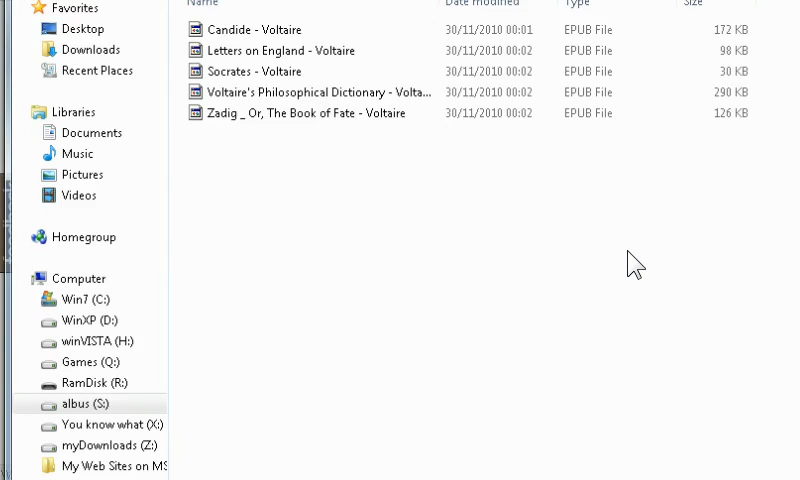 Name Date modified Type Size
Favorites
Desktop
Downloads
Recent Places
Libraries
Documents
Music
Pictures
Videos
Homegroup
Computer
Win7 (C:)
WinXP (D:)
winVISTA (H:)
Games (Q:)
RamDisk (R:)
albus (S:)
You know what (X:)
myDownloads (Z:)
My Web Sites on MS
Candide - Voltaire 30/11/2010 00:01 EPUB File 172 KB
Letters on England - Voltaire 30/11/2010 00:02 EPUB File 98 KB
Socrates - Voltaire 30/11/2010 00:02 EPUB File 30 KB
Voltaire's Philosophical Dictionary - Volta... 30/11/2010 00:02 EPUB File 290 KB
Zadig _ Or, The Book of Fate - Voltaire 30/11/2010 00:02 EPUB File 126 KB